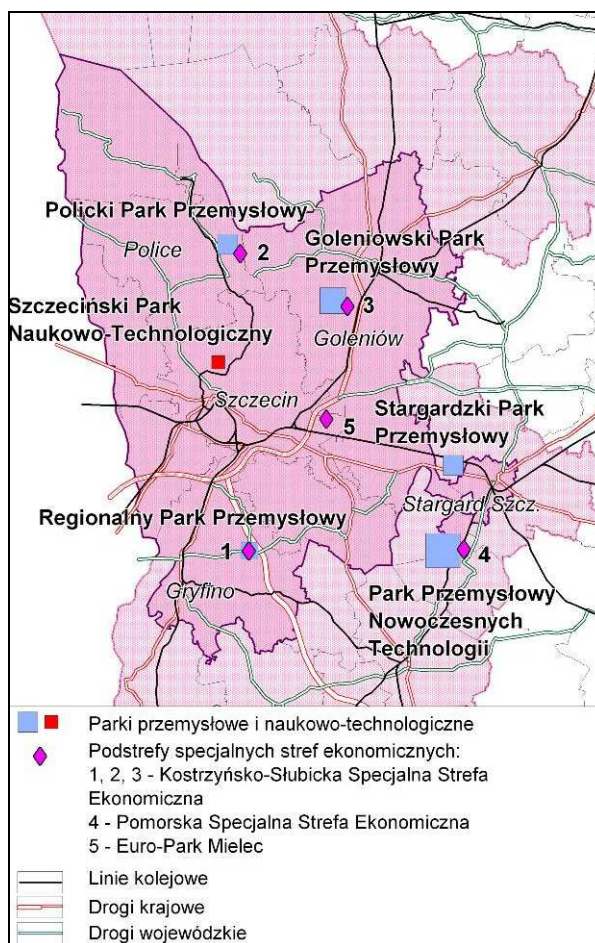 Policki Park Przemysłowy
Police
2
Goleniowski Park
Przemysłowy
Szczeciński Park
Naukowo-Technologiczny
3
Goleniów
Szczecin
5
Stargardzki Park
Przemysłowy
Stargard Szcz.
Regionalny Park Przemysłowy
1
4
Gryfino
Park Przemysłowy
Nowoczesnych
Technologii
Parki przemysłowe i naukowo-technologiczne
Podstrefy specjalnych stref ekonomicznych:
1, 2, 3 - Kostrzyńsko-Słubicka Specjalna Strefa
Ekonomiczna
4 - Pomorska Specjalna Strefa Ekonomiczna
5 - Euro-Park Mielec
Linie kolejowe
Drogi krajowe
Drogi wojewódzkie